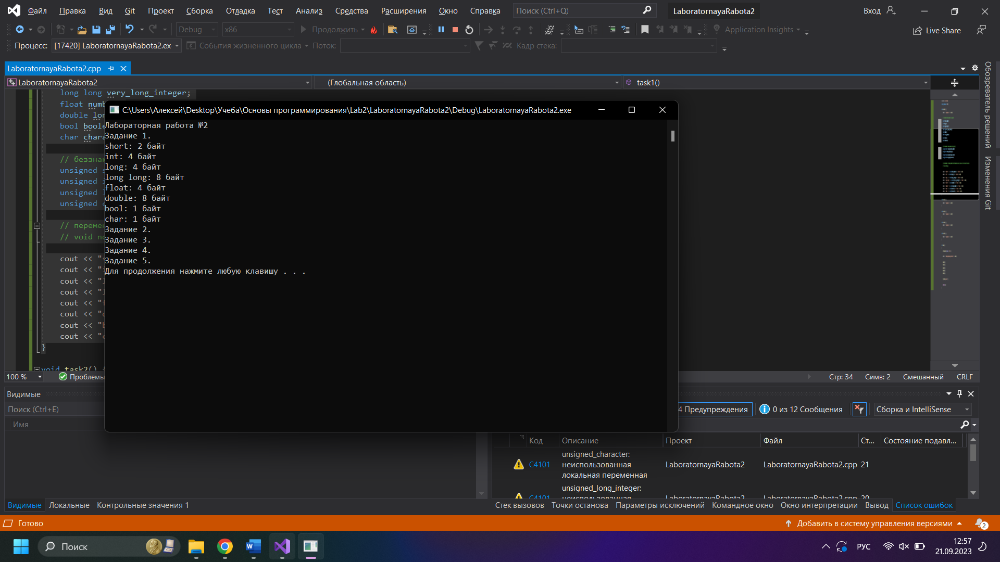 Файл Правка Вид Git Проект Сборка Отладка Тест Анализ Средства Расширения Окно Справка Поиск (Ctrl+Q) LaboratornayaRabota2 Вход
Debug x86 Продолжить Application Insights Live Share
Процесс: [17420] LaboratornayaRabota2.ex События жизненного цикла Поток: Кадр стека:
LaboratornayaRabota2.cpp
LaboratornayaRabota2 (Глобальная область) task1()
Обозреватель решений
Изменения Git
long long very_long_integer;
float
double
bool
char
// 
unsigned
unsigned
unsigned
unsigned
// 
// void
cout <<
cout <<
cout <<
cout <<
cout <<
cout <<
cout <<
cout <<
}
void task2()
C:\Users\Алексей\Desktop\Учеба\Основы программирования\Lab2\LaboratornayaRabota2\Debug\LaboratornayaRabota2.exe
Лабораторная работа №2
Задание 1.
short: 2 байт
int: 4 байт
long: 4 байт
long long: 8 байт
float: 4 байт
double: 8 байт
bool: 1 байт
char: 1 байт
Задание 2.
Задание 3.
Задание 4.
Задание 5.
Для продолжения нажмите любую клавишу . . .
100 % Проблемы Стр: 34 Симв: 2 Смешанный CRLF
Видимые
Поиск (Ctrl+E)
Имя
4 Предупреждения 0 из 12 Сообщения Сборка и IntelliSense
Код Описание Проект Файл Ст... Состояние подавл...
C4101 unsigned_character: неиспользованная локальная переменная LaboratornayaRabota2 LaboratornayaRabota2.cpp 21
C4101 unsigned_long_integer: неиспользованная LaboratornayaRabota2 LaboratornayaRabota2.cpp 20
Видимые Локальные Контрольные значения 1
Стек вызовов Точки останова Параметры исключений Командное окно Окно интерпретации Вывод Список ошибок
Готово Добавить в систему управления версиями 2
Поиск РУС 12:57
21.09.2023